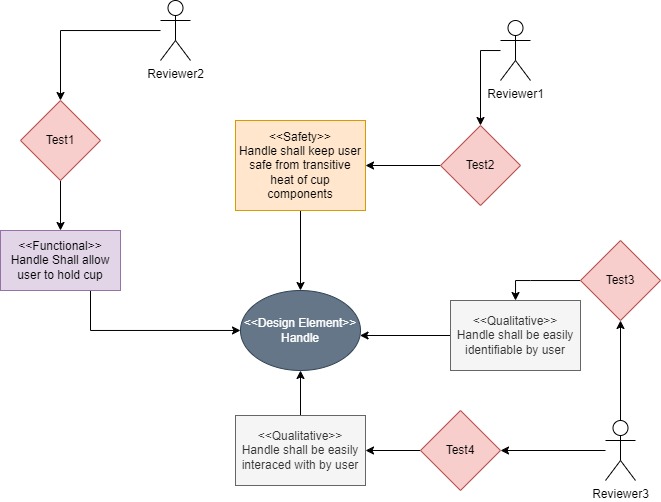 Reviewer2
Reviewer1
Test1
<<Safety>>
Handle shall keep user
safe from transitive
heat of cup
components
Test2
<<Functional>>
Handle Shall allow
user to hold cup
Test3
<<Design Element>>
Handle
<<Qualitative>>
Handle shall be easily
identifiable by user
<<Qualitative>>
Handle shall be easily
interaced with by user
Test4
Reviewer3